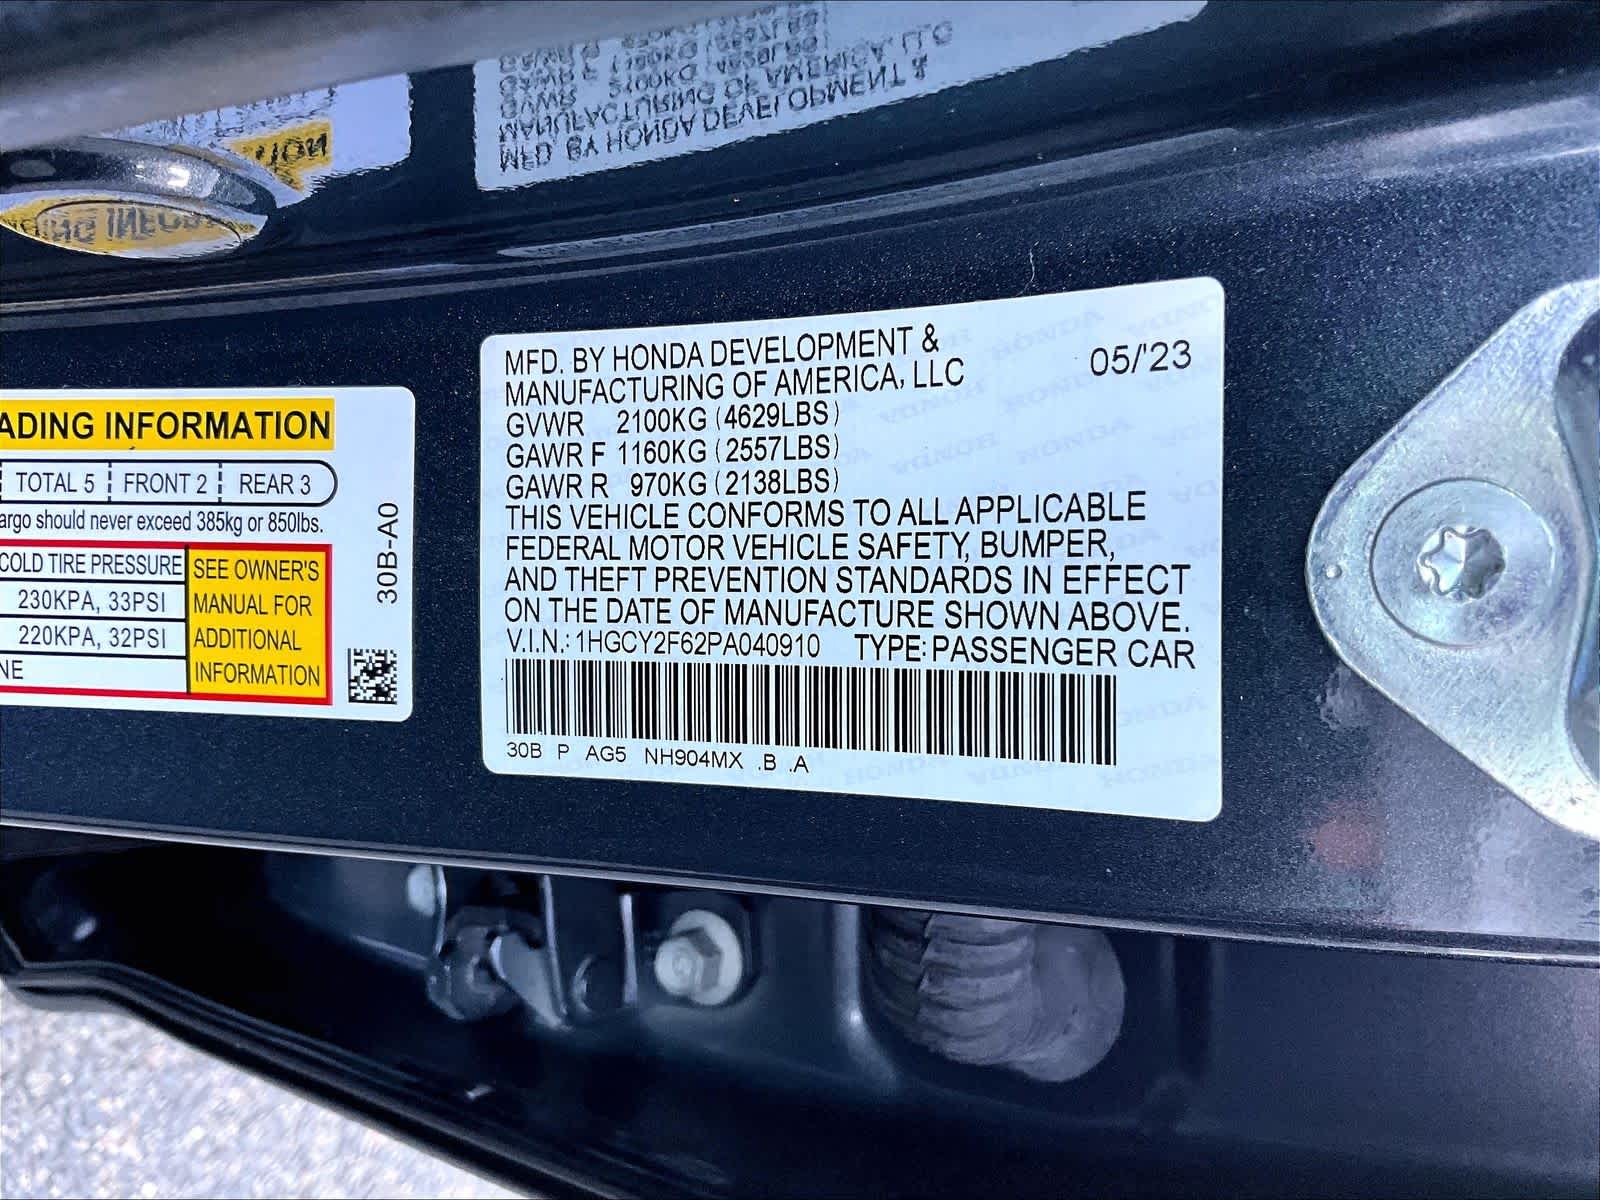 ADING INFORMATION
TOTAL 5 FRONT 2 REAR 3
argo should never exceed 385kg or 850lbs.
COLD TIRE PRESSURE
230KPA, 33PSI
220KPA, 32PSI
NE
SEE OWNER'S
MANUAL FOR
ADDITIONAL
INFORMATION
30B-A0
MFD. BY HONDA DEVELOPMENT &
MANUFACTURING OF AMERICA, LLC
05/'23
GVWR 2100KG (4629LBS)
GAWR F 1160KG (2557LBS)
GAWR R 970KG (2138LBS)
THIS VEHICLE CONFORMS TO ALL APPLICABLE
FEDERAL MOTOR VEHICLE SAFETY, BUMPER,
AND THEFT PREVENTION STANDARDS IN EFFECT
ON THE DATE OF MANUFACTURE SHOWN ABOVE.
V.I.N.: 1HGCY2F62PA040910 TYPE: PASSENGER CAR
30B P AG5 NH904MX .B .A